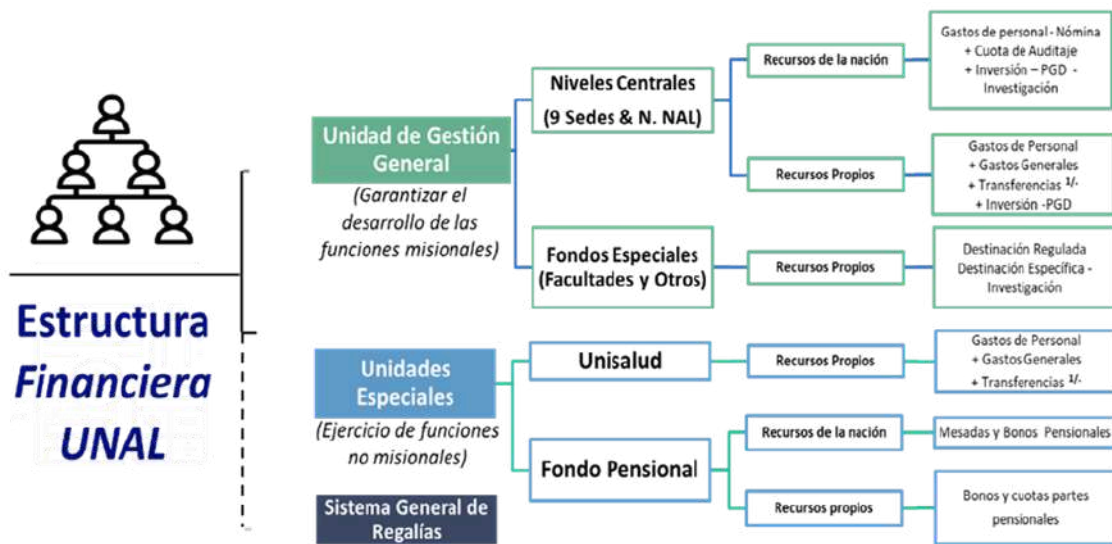 Estructura
Financiera
UNAL
Unidad de Gestión
General
(Garantizar el
desarrollo de las
funciones misionales)
Niveles Centrales
(9 Sedes & N. NAL)
Recursos de la nación
Gastos de personal - Nómina
+ Cuota de Auditaje
+ Inversión – PGD -
Investigación
Recursos Propios
Gastos de Personal
+ Gastos Generales
+ Transferencias 1/.
+ Inversión -PGD
Fondos Especiales
(Facultades y Otros)
Recursos Propios
Destinación Regulada
Destinación Específica -
Investigación
Unidades
Especiales
(Ejercicio de funciones
no misionales)
Unisalud
Recursos Propios
Gastos de Personal
+ Gastos Generales
+ Transferencias 1/.
Fondo Pensional
Recursos de la nación
Mesadas y Bonos Pensionales
Recursos propios
Bonos y cuotas partes
pensionales
Sistema General de
Regalías